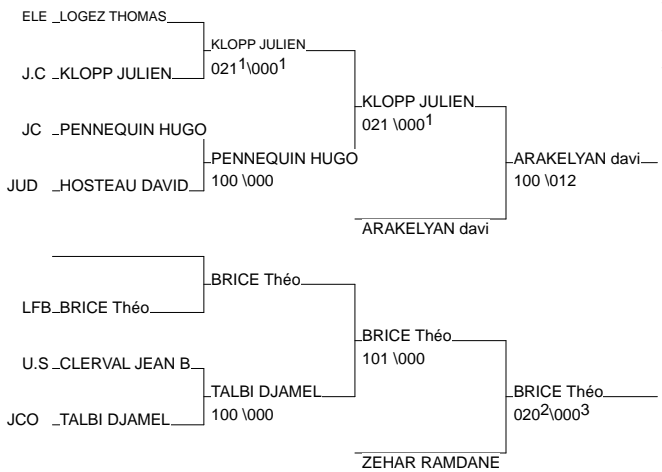 ELE LOGEZ THOMAS
KLOPP JULIEN
021¹\000¹
J.C KLOPP JULIEN
KLOPP JULIEN
021 \000¹
JC PENNEQUIN HUGO
PENNEQUIN HUGO
100 \000
ARAKELYAN davi
100 \012
JUD HOSTEAU DAVID
ARAKELYAN davi
BRICE Théo
LFB BRICE Théo
BRICE Théo
101 \000
U.S CLERVAL JEAN B
TALBI DJAMEL
100 \000
BRICE Théo
020²\000³
JCO TALBI DJAMEL
ZEHAR RAMDANE